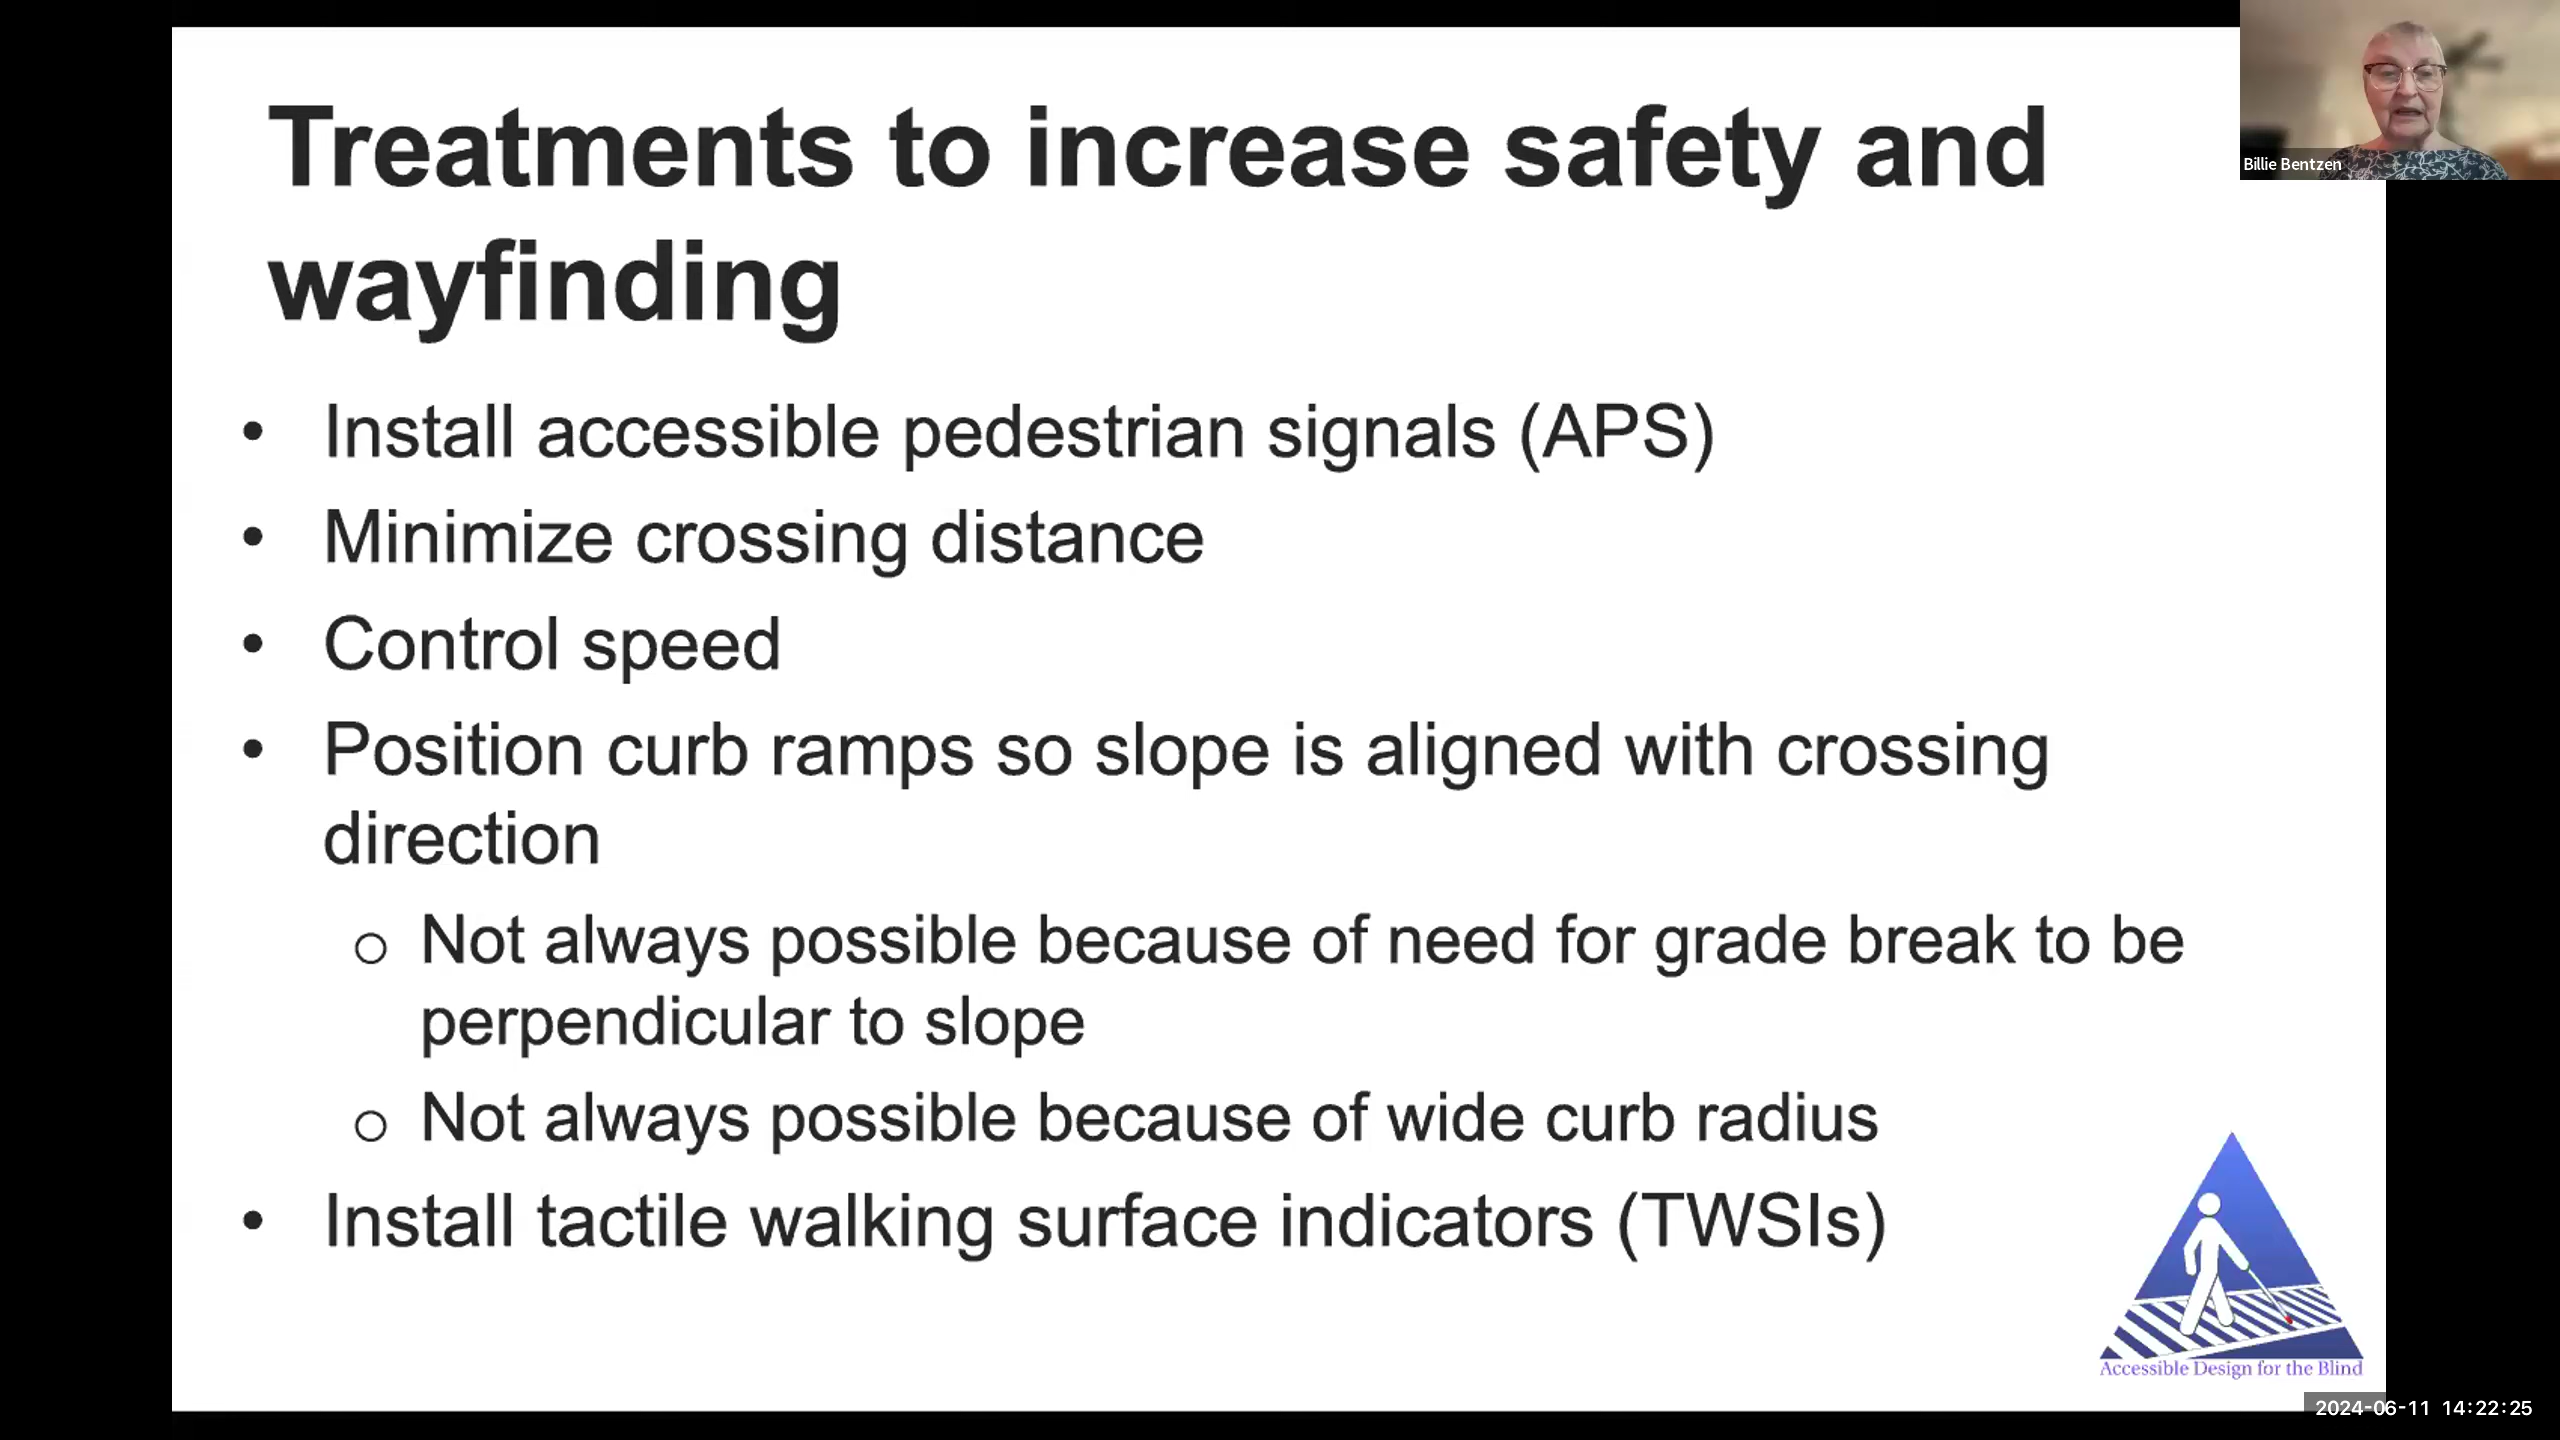 Treatments to increase safety and
wayfinding
• Install accessible pedestrian signals (APS)
• Minimize crossing distance
• Control speed
• Position curb ramps so slope is aligned with crossing
direction
o Not always possible because of need for grade break to be
perpendicular to slope
o Not always possible because of wide curb radius
• Install tactile walking surface indicators (TWSIs)
Accessible Design for the Blind
Billie Bentzen
2024-06-11 14:22:25